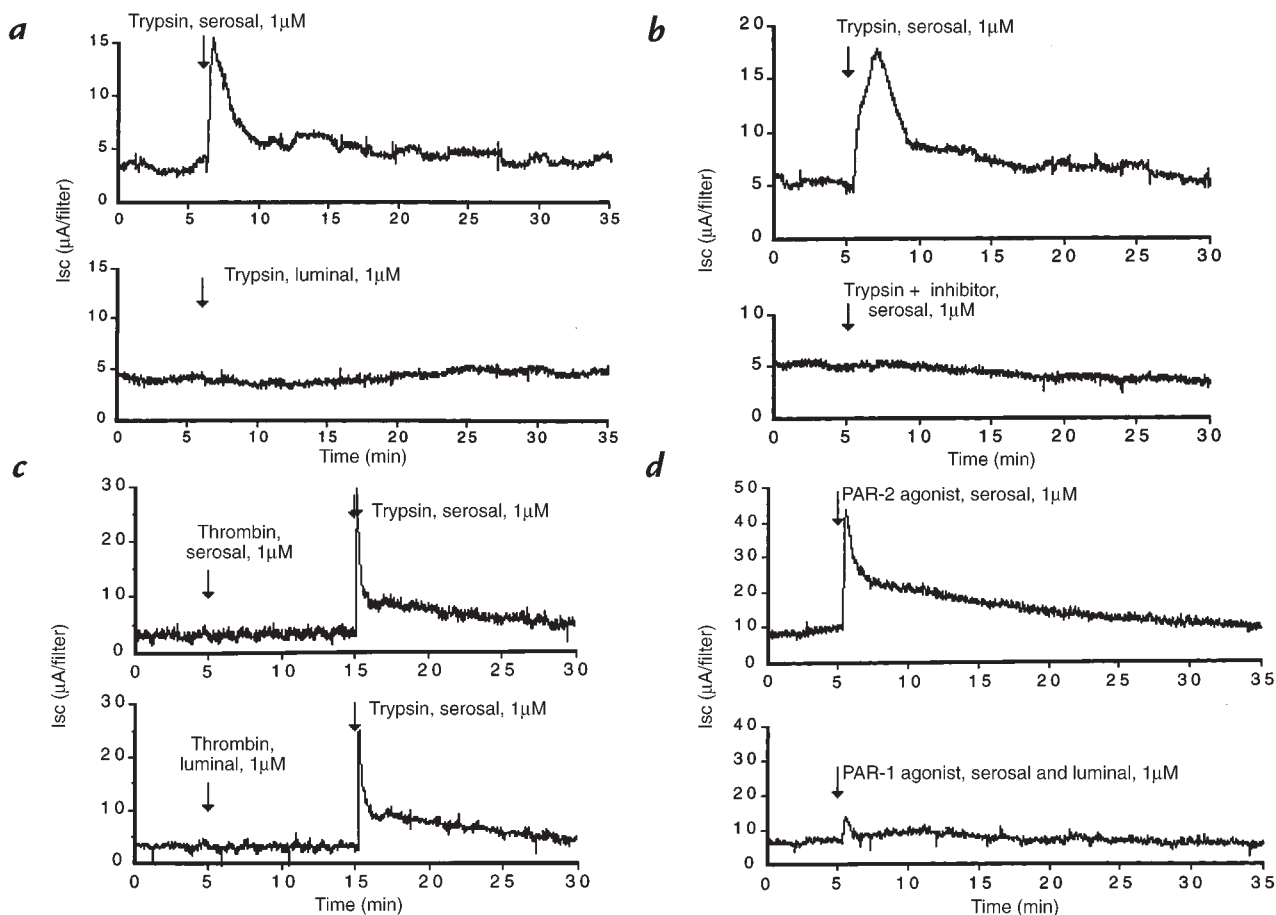 a
Trypsin, serosal, 1µM
15
10
5
0
0 5 10 15 20 25 30 35
Trypsin, luminal, 1µM
15
10
5
0
0 5 10 15 20 25 30 35
Isc (µA/filter)
Time (min)
b
Trypsin, serosal, 1µM
20
15
10
5
0
0 5 10 15 20 25 30
Trypsin + inhibitor,
serosal, 1µM
10
5
0
0 5 10 15 20 25 30
Isc (µA/filter)
Time (min)
c
30
20
10
0
Thrombin,
serosal, 1µM
Trypsin, serosal, 1µM
0 5 10 15 20 25 30
30
20
10
0
Thrombin,
luminal, 1µM
Trypsin, serosal, 1µM
0 5 10 15 20 25 30
Isc (µA/filter)
Time (min)
d
PAR-2 agonist, serosal, 1µM
50
40
30
20
10
0
0 5 10 15 20 25 30 35
PAR-1 agonist, serosal and luminal, 1µM
40
30
20
10
0
0 5 10 15 20 25 30 35
Isc (µA/filter)
Time (min)